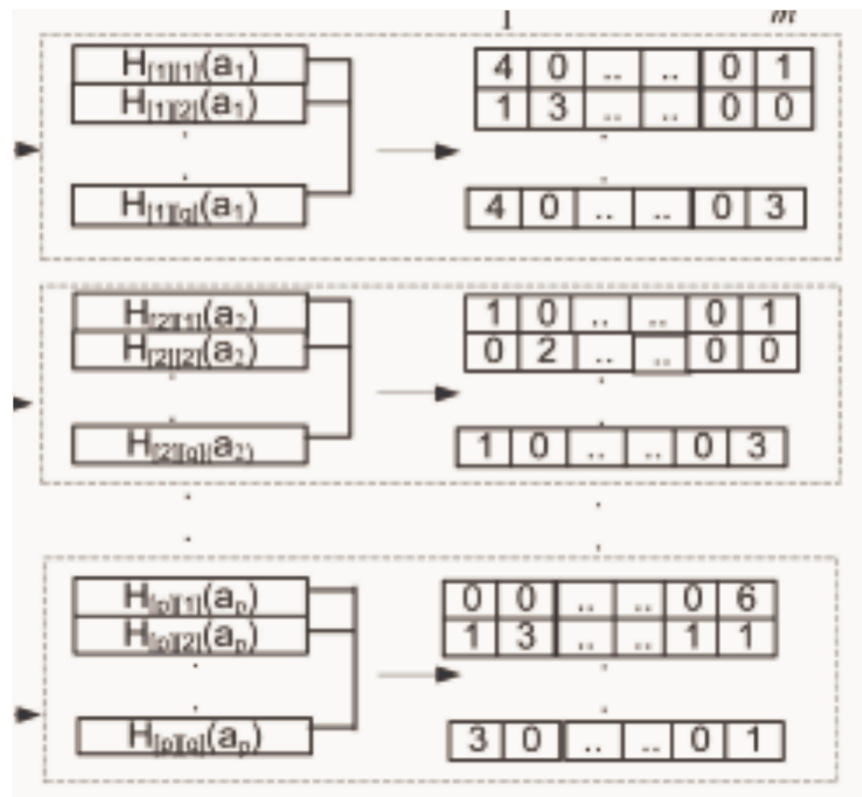 1 m
H[1][1](a1) 4 0 .. .. 0 1
H[1][2](a1) 1 3 .. .. 0 0
H[1][q](a1) 4 0 .. .. 0 3
H[2][1](a2) 1 0 .. .. 0 1
H[2][2](a2) 0 2 .. .. 0 0
H[2][q](a2) 1 0 .. .. 0 3
H[p][1](ap) 0 0 .. .. 0 6
H[p][2](ap) 1 3 .. .. 1 1
H[p][q](ap) 3 0 .. .. 0 1